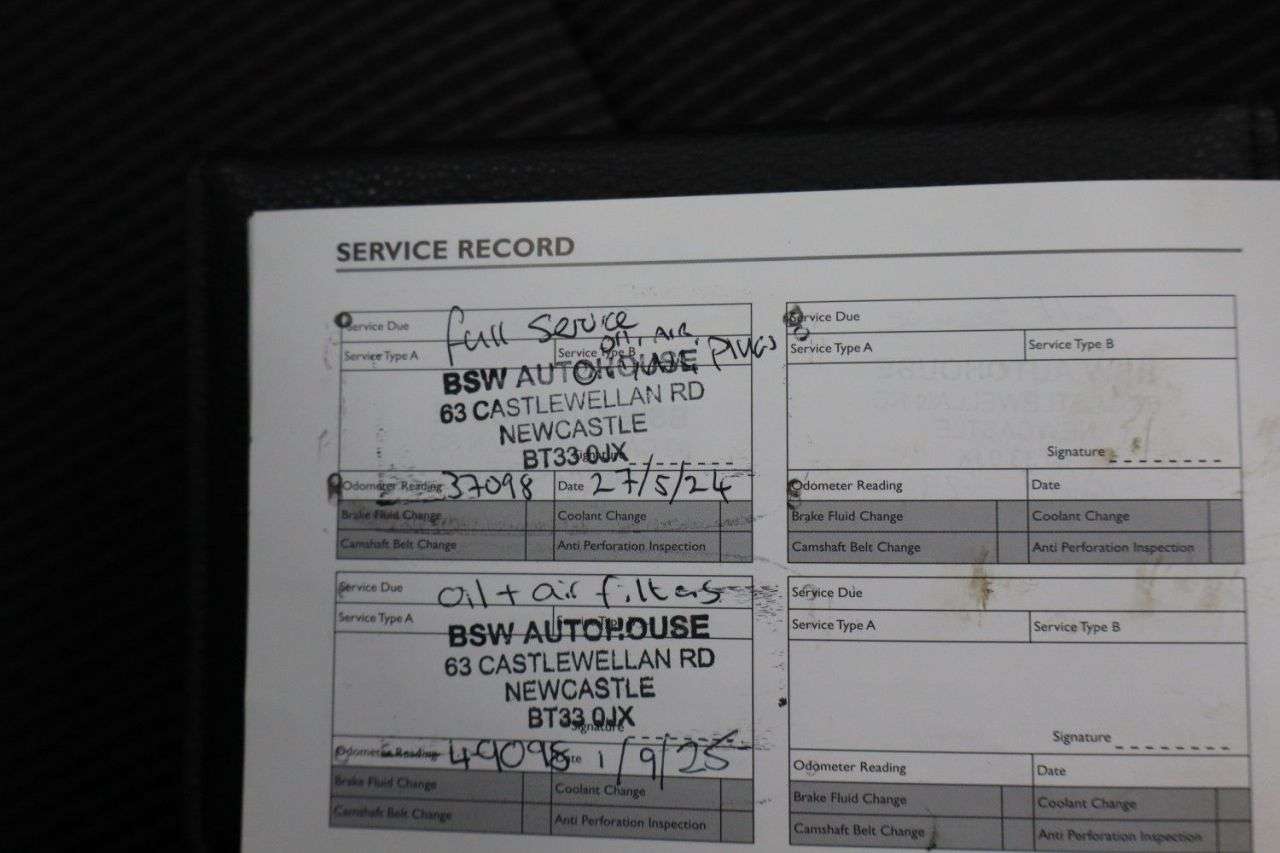 SERVICE RECORD
Service Due full service
oil, AIR,
Service Type A Service Type B PLUGS
BSW AUTOHOUSE
63 CASTLEWELLAN RD
NEWCASTLE
BT33 0JX
Signature
Odometer Reading 37098 Date 27/5/24
Brake Fluid Change Coolant Change
Camshaft Belt Change Anti Perforation Inspection
Service Due oil + air filters
Service Type A Service Type B
BSW AUTOHOUSE
63 CASTLEWELLAN RD
NEWCASTLE
BT33 0JX
Signature
Odometer Reading 49098 Date 1/9/25
Brake Fluid Change Coolant Change
Camshaft Belt Change Anti Perforation Inspection
Service Due
Service Type A Service Type B
Signature
Odometer Reading Date
Brake Fluid Change Coolant Change
Camshaft Belt Change Anti Perforation Inspection
Service Due
Service Type A Service Type B
Signature
Odometer Reading Date
Brake Fluid Change Coolant Change
Camshaft Belt Change Anti Perforation Inspection